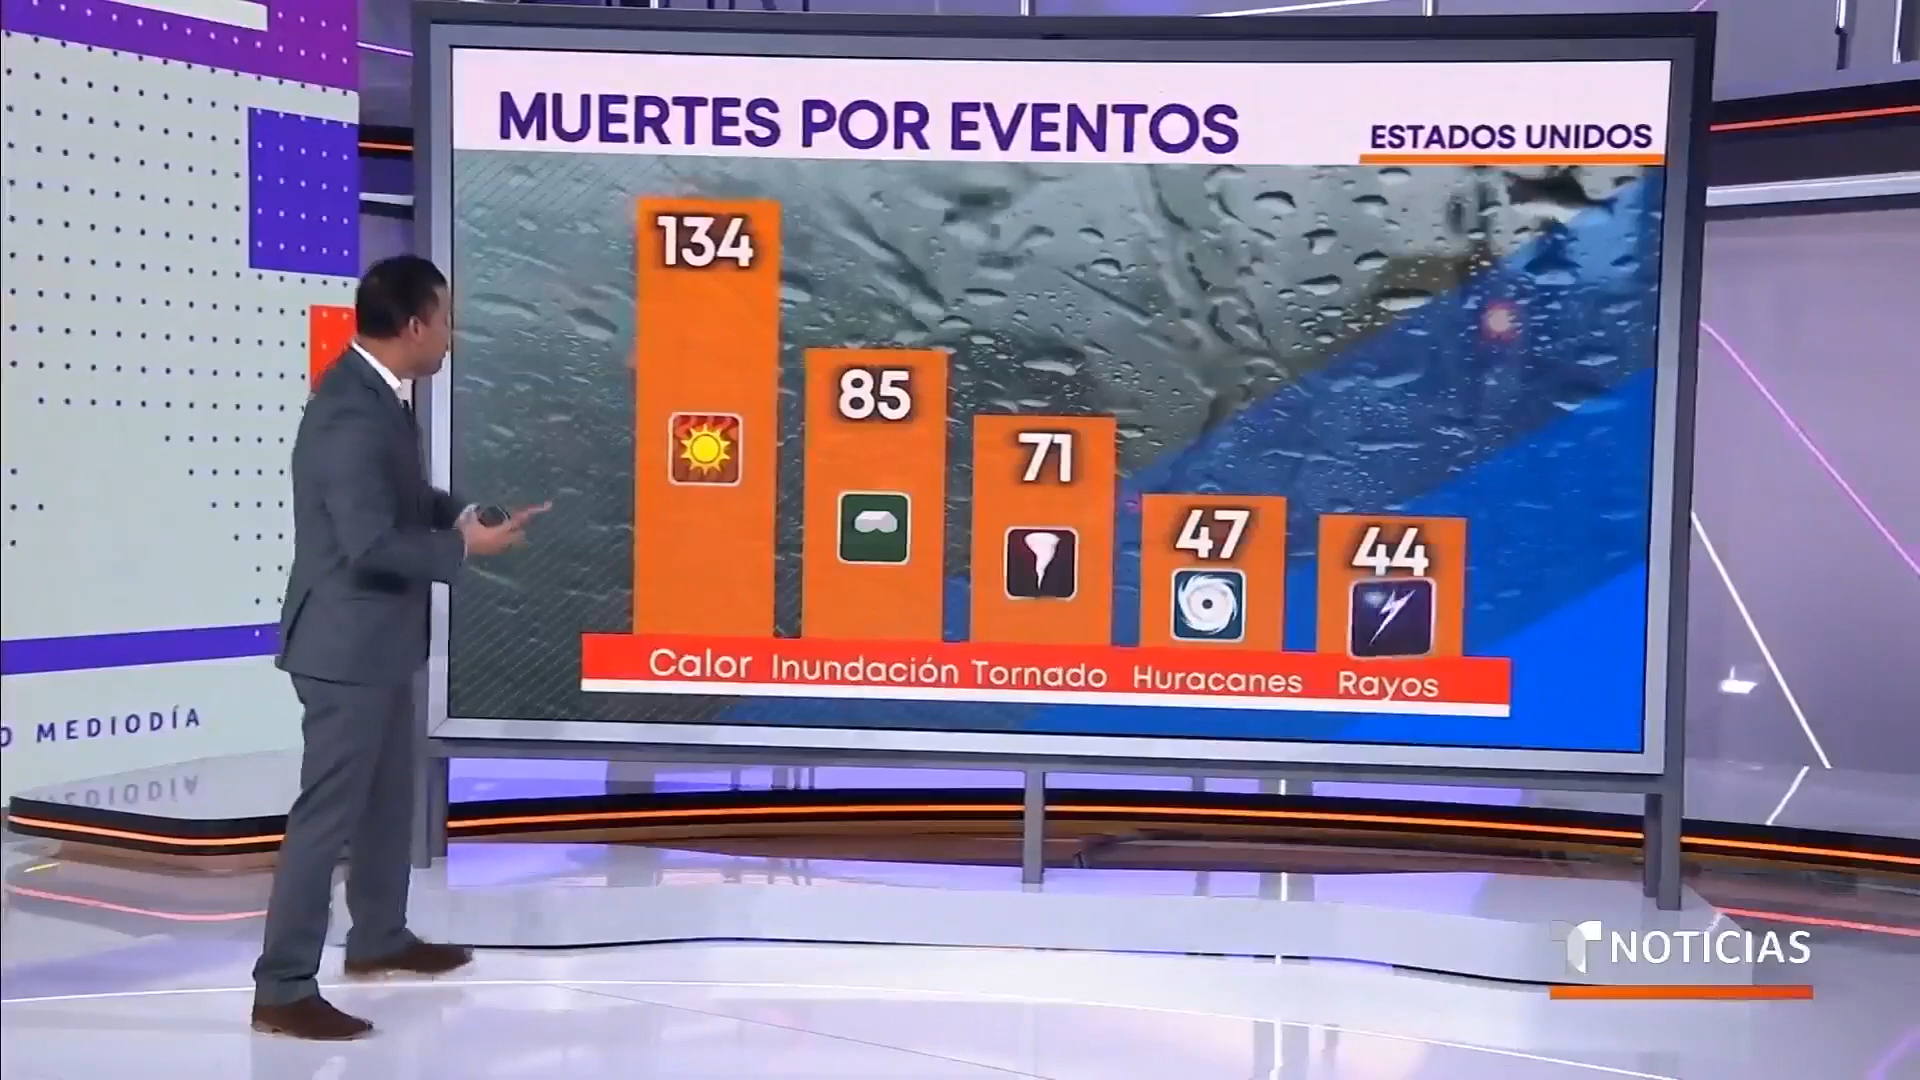 MUERTES POR EVENTOS
ESTADOS UNIDOS
134
85
71
47
44
Calor Inundación Tornado Huracanes Rayos
MEDIODÍA
NOTICIAS